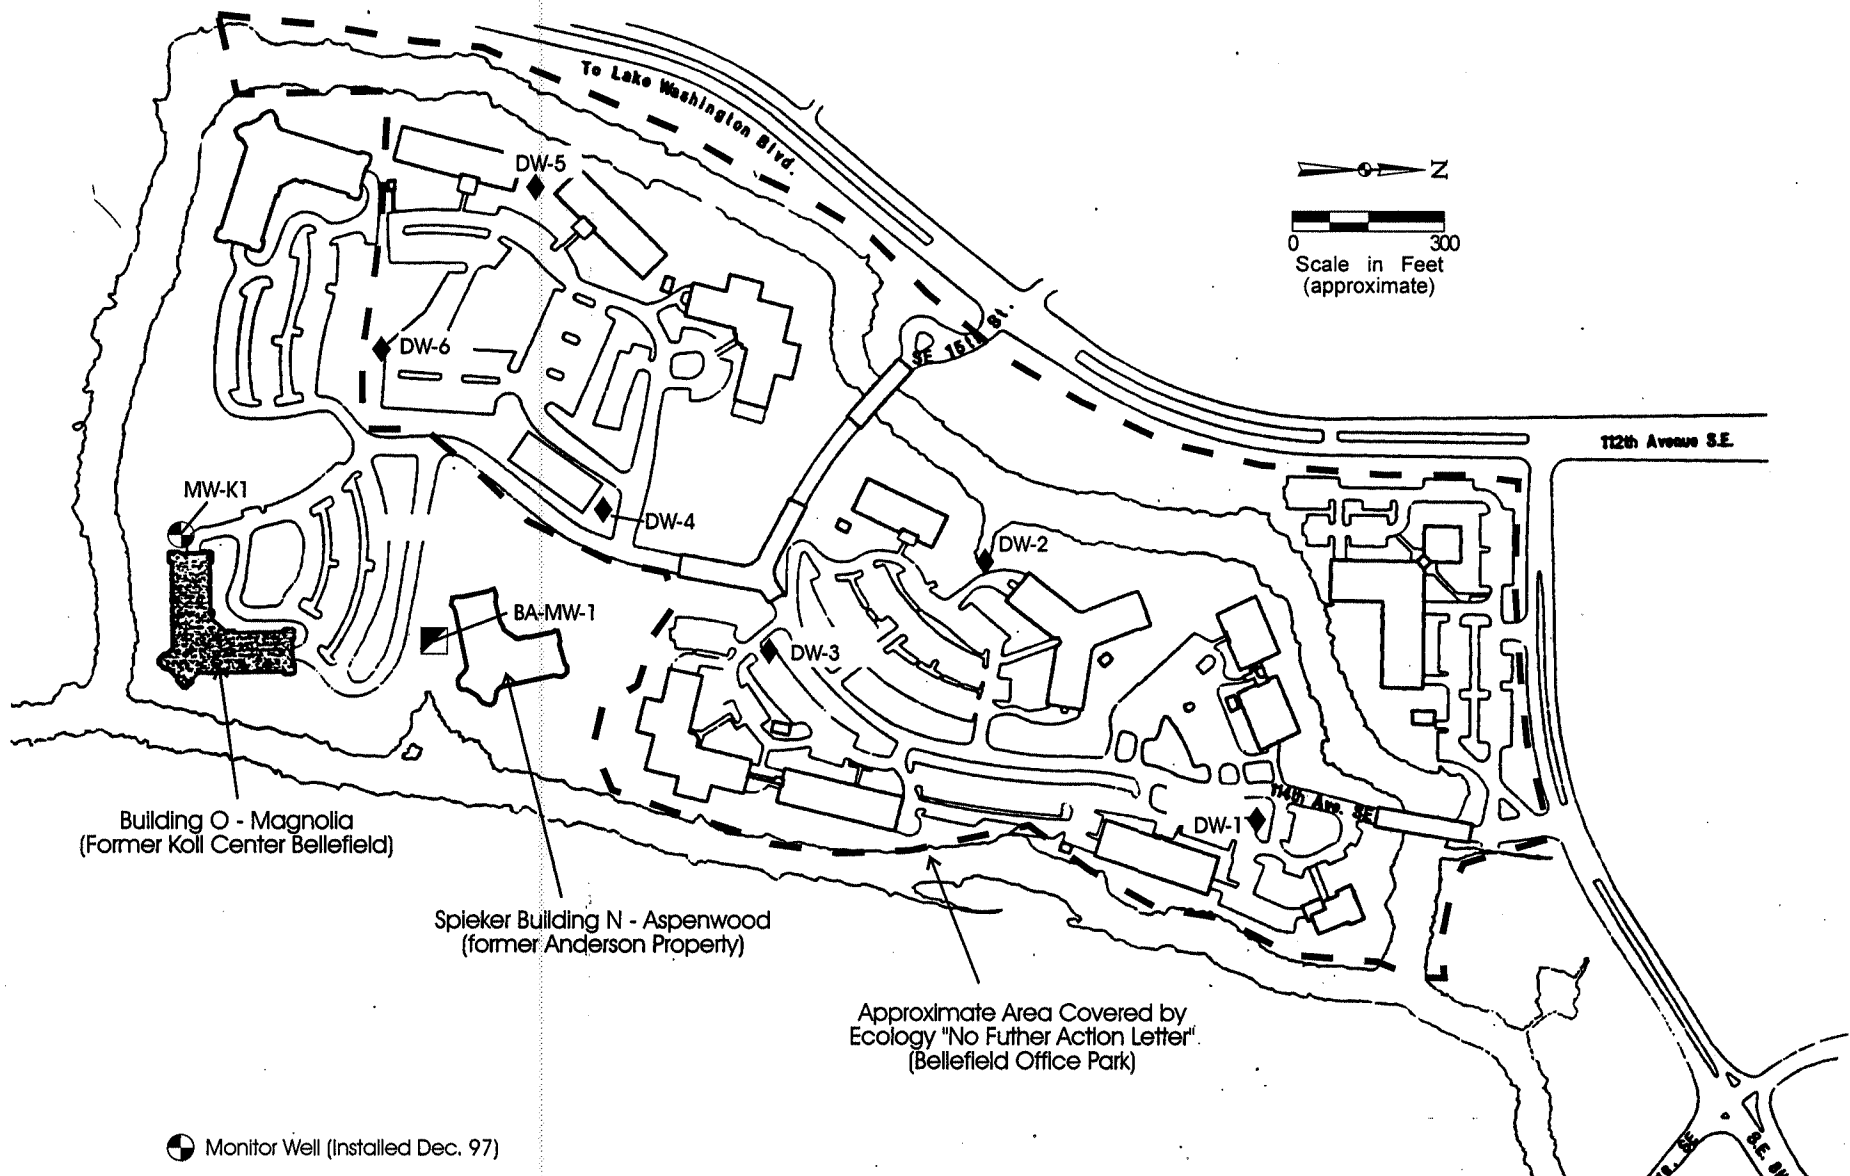 To Lake Washington Blvd.
DW-5
N
0 300
Scale in Feet
(approximate)
DW-6
SE 15th St.
112th Avenue S.E.
MW-K1
DW-4
DW-2
BA-MW-1
DW-3
114th Ave. SE
DW-1
Building O - Magnolia
(Former Koll Center Bellefield)
Spieker Building N - Aspenwood
(former Anderson Property)
Approximate Area Covered by
Ecology "No Futher Action Letter"
(Bellefield Office Park)
Monitor Well (Installed Dec. 97)
SE
S.E.